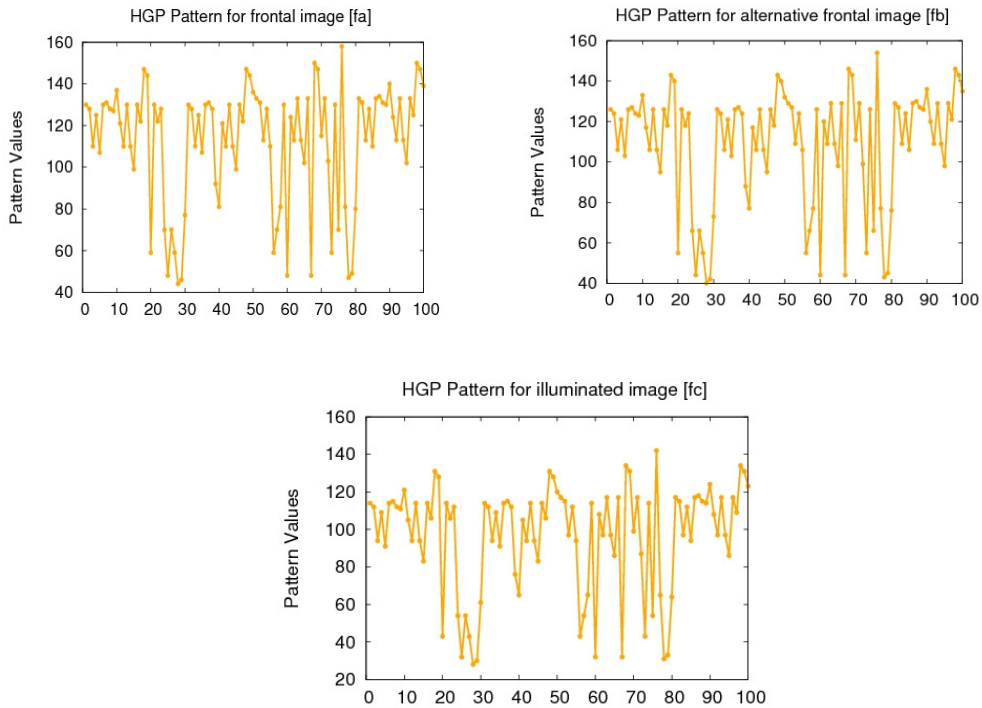 HGP Pattern for frontal image [fa]
160
140
120
100
80
60
40
Pattern Values
0 10 20 30 40 50 60 70 80 90 100
HGP Pattern for alternative frontal image [fb]
160
140
120
100
80
60
40
Pattern Values
0 10 20 30 40 50 60 70 80 90 100
HGP Pattern for illuminated image [fc]
160
140
120
100
80
60
40
20
Pattern Values
0 10 20 30 40 50 60 70 80 90 100